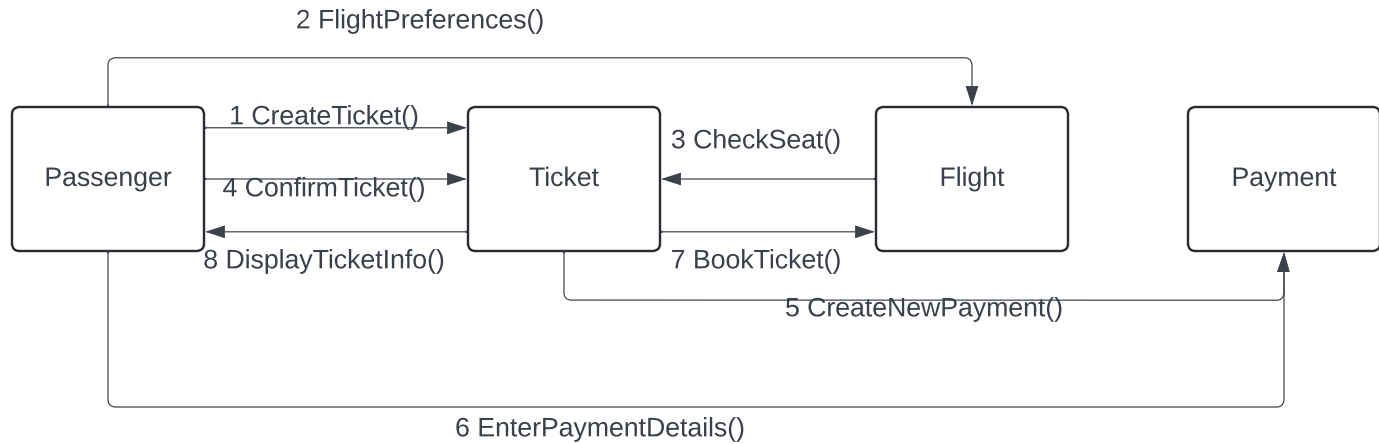 2 FlightPreferences()
1 CreateTicket()
3 CheckSeat()
Passenger
Ticket
Flight
Payment
4 ConfirmTicket()
8 DisplayTicketInfo()
7 BookTicket()
5 CreateNewPayment()
6 EnterPaymentDetails()